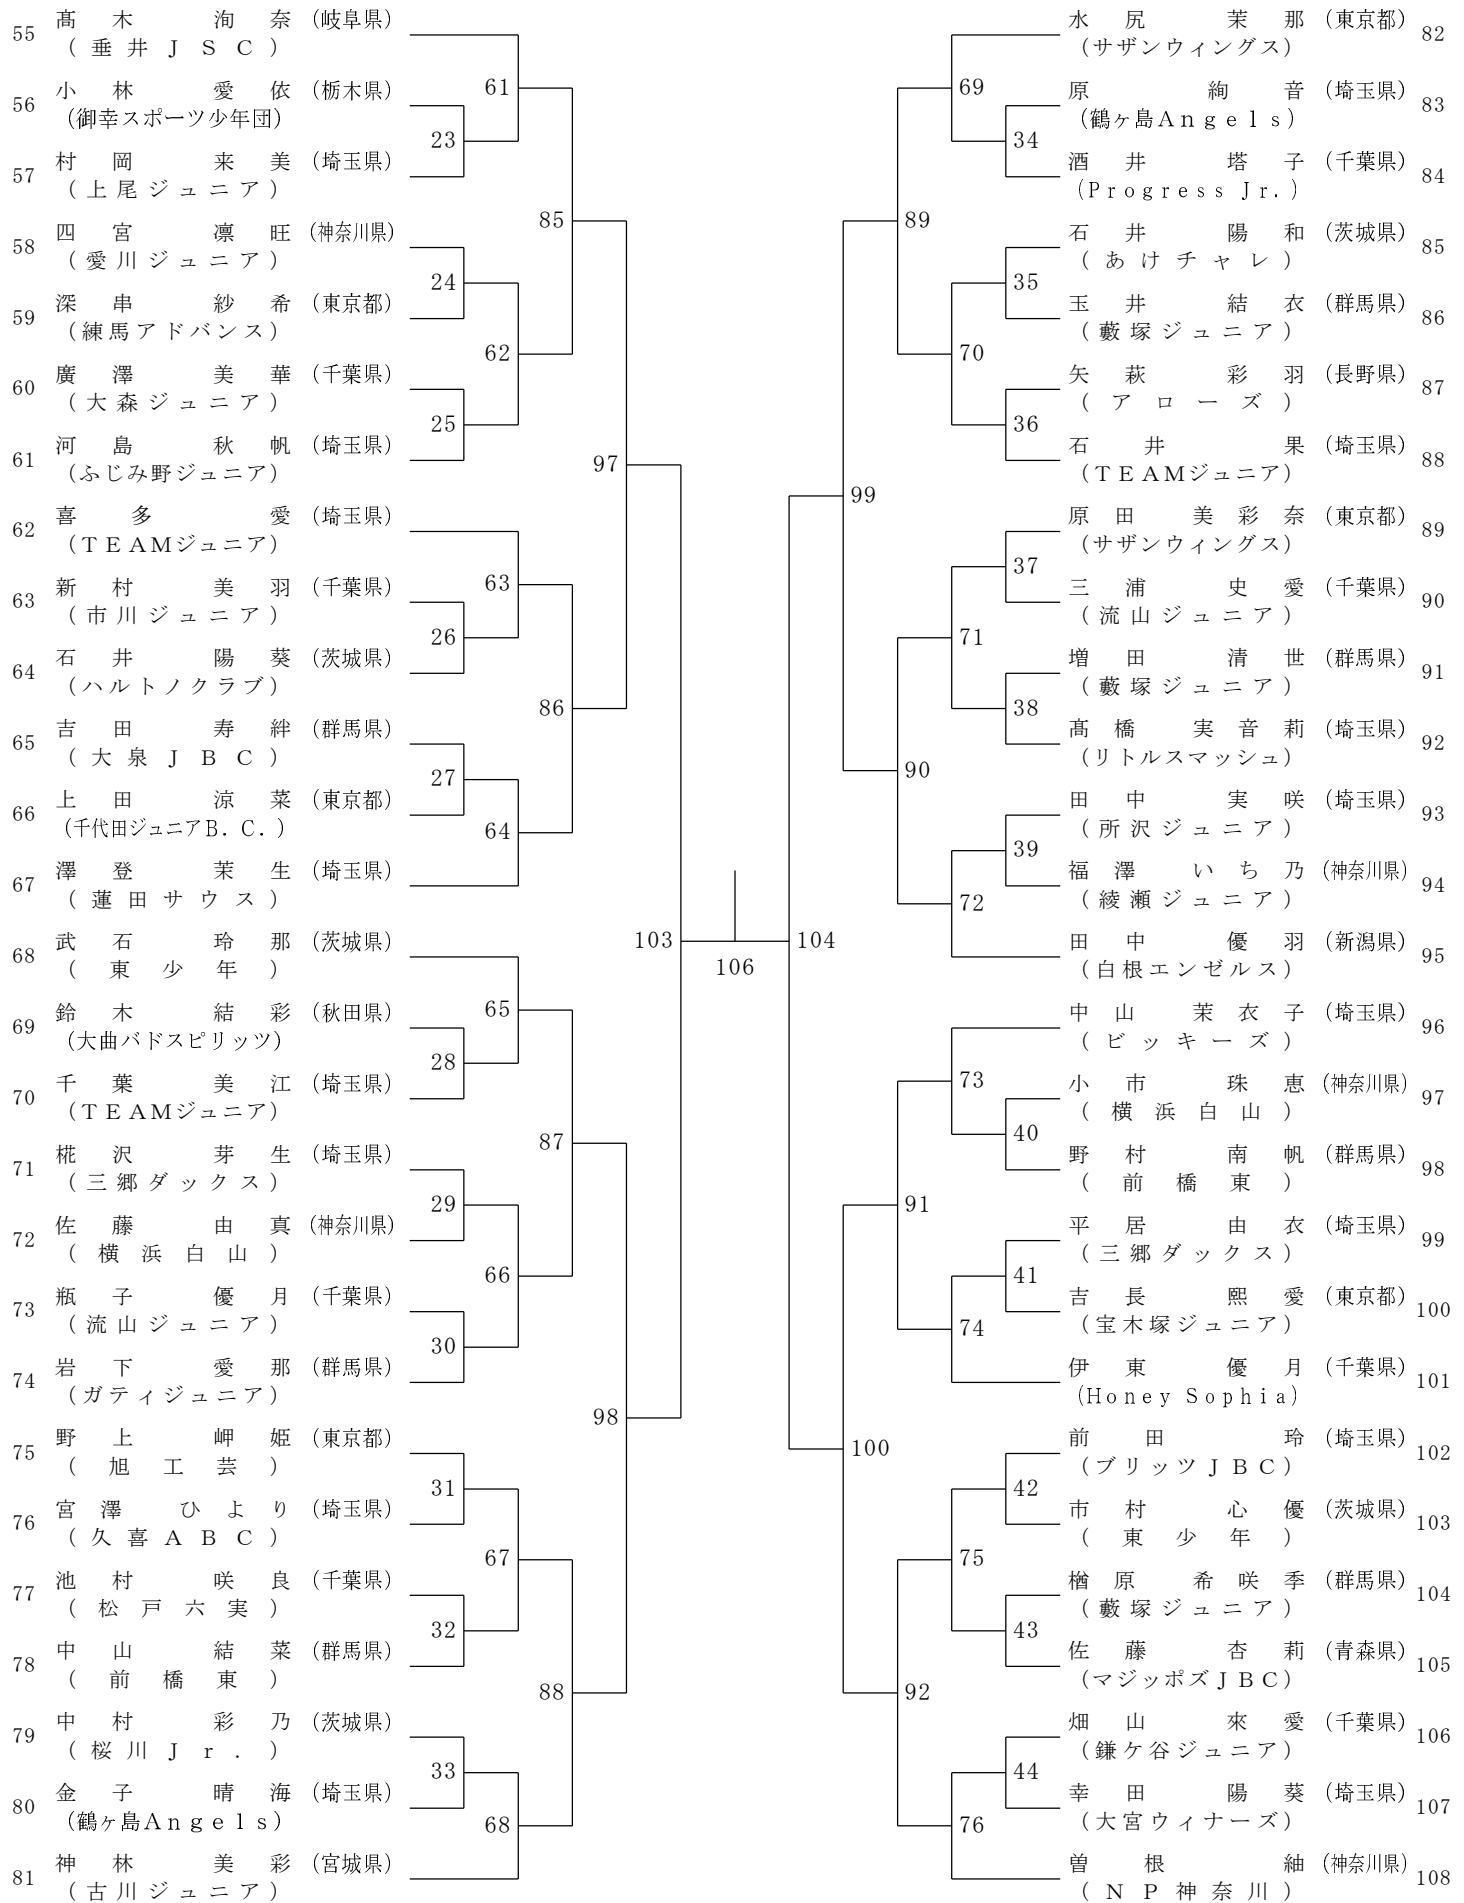 55 髙木 洵奈 (岐阜県)
(垂井JSC)
56 小林 愛依 (栃木県)
(御幸スポーツ少年団)
57 村岡 来美 (埼玉県)
(上尾ジュニア)
58 四宮 凛旺 (神奈川県)
(愛川ジュニア)
59 深串 紗希 (東京都)
(練馬アドバンス)
60 廣澤 美華 (千葉県)
(大森ジュニア)
61 河島 秋帆 (埼玉県)
(ふじみ野ジュニア)
62 喜多 愛 (埼玉県)
(TEAMジュニア)
63 新村 美羽 (千葉県)
(市川ジュニア)
64 石井 陽葵 (茨城県)
(ハルトノクラブ)
65 吉田 寿絆 (群馬県)
(大泉JBC)
66 上田 涼菜 (東京都)
(千代田ジュニアB.C.)
67 澤登 茉生 (埼玉県)
(蓮田サウス)
68 武石 玲那 (茨城県)
(東少年)
69 鈴木 結彩 (秋田県)
(大曲バドスピリッツ)
70 千葉 美江 (埼玉県)
(TEAMジュニア)
71 椛沢 芽生 (埼玉県)
(三郷ダックス)
72 佐藤 由真 (神奈川県)
(横浜白山)
73 瓶子 優月 (千葉県)
(流山ジュニア)
74 岩下 愛那 (群馬県)
(ガティジュニア)
75 野上 岬姫 (東京都)
(旭工芸)
76 宮澤 ひより (埼玉県)
(久喜ABC)
77 池村 咲良 (千葉県)
(松戸六実)
78 中山 結菜 (群馬県)
(前橋東)
79 中村 彩乃 (茨城県)
(桜川Jr.)
80 金子 晴海 (埼玉県)
(鶴ヶ島Angels)
81 神林 美彩 (宮城県)
(古川ジュニア)
61
23
85
24
62
25
97
63
26
86
27
64
103
65
28
87
29
66
30
98
31
67
32
88
33
68
106
104
69
34
89
35
70
36
99
37
71
38
90
39
72
73
40
91
41
74
100
42
75
43
92
44
76
水尻 茉那 (東京都) 82
(サザンウィングス)
原 絢音 (埼玉県) 83
(鶴ヶ島Angels)
酒井 塔子 (千葉県) 84
(Progress Jr.)
石井 陽和 (茨城県) 85
(あけチャレ)
玉井 結衣 (群馬県) 86
(藪塚ジュニア)
矢萩 彩羽 (長野県) 87
(アローズ)
石井 果 (埼玉県) 88
(TEAMジュニア)
原田 美彩奈 (東京都) 89
(サザンウィングス)
三浦 史愛 (千葉県) 90
(流山ジュニア)
増田 清世 (群馬県) 91
(藪塚ジュニア)
髙橋 実音莉 (埼玉県) 92
(リトルスマッシュ)
田中 実咲 (埼玉県) 93
(所沢ジュニア)
福澤 いち乃 (神奈川県) 94
(綾瀬ジュニア)
田中 優羽 (新潟県) 95
(白根エンゼルス)
中山 茉衣子 (埼玉県) 96
(ビッキーズ)
小市 珠恵 (神奈川県) 97
(横浜白山)
野村 南帆 (群馬県) 98
(前橋東)
平居 由衣 (埼玉県) 99
(三郷ダックス)
吉長 熙愛 (東京都) 100
(宝木塚ジュニア)
伊東 優月 (千葉県) 101
(Honey Sophia)
前田 玲 (埼玉県) 102
(ブリッツJBC)
市村 心優 (茨城県) 103
(東少年)
楢原 希咲季 (群馬県) 104
(藪塚ジュニア)
佐藤 杏莉 (青森県) 105
(マジッポズJBC)
畑山 來愛 (千葉県) 106
(鎌ケ谷ジュニア)
幸田 陽葵 (埼玉県) 107
(大宮ウィナーズ)
曽根 紬 (神奈川県) 108
(NP神奈川)